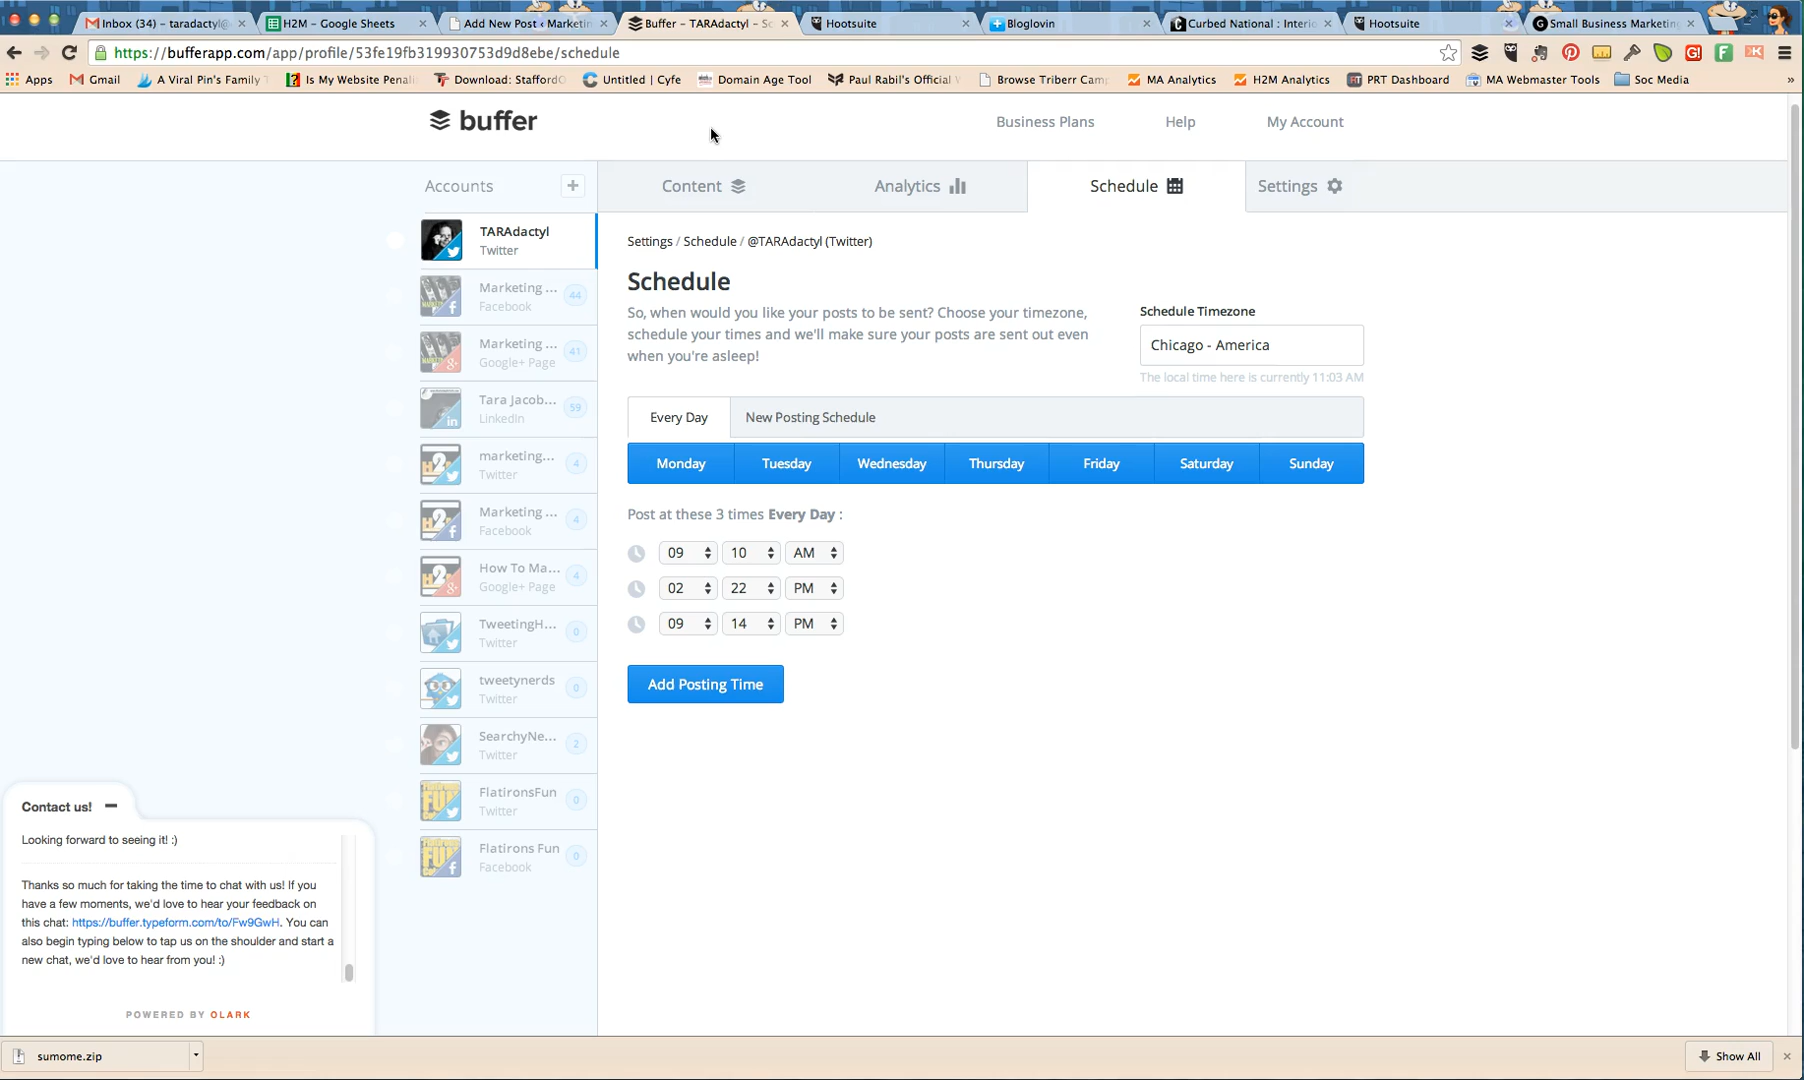 Inbox (34) – taradactyl@
H2M – Google Sheets
Add New Post ‹ Marketin
Buffer – TARAdactyl – Sc
Hootsuite
Bloglovin
Curbed National : Interio
Hootsuite
Small Business Marketing
https://bufferapp.com/app/profile/53fe19fb319930753d9d8ebe/schedule
Apps
Gmail
A Viral Pin's Family T
Is My Website Penali
Download: StaffordO
Untitled | Cyfe
Domain Age Tool
Paul Rabil's Official W
Browse Triberr Camp
MA Analytics
H2M Analytics
PRT Dashboard
MA Webmaster Tools
Soc Media
»
buffer
Business Plans
Help
My Account
Accounts
+
Content
Analytics
Schedule
Settings
TARAdactyl
Twitter
Marketing ...
Facebook
44
Marketing ...
Google+ Page
41
Tara Jacob...
LinkedIn
59
marketing...
Twitter
4
Marketing ...
Facebook
4
How To Ma...
Google+ Page
4
TweetingH...
Twitter
0
tweetynerds
Twitter
0
SearchyNe...
Twitter
2
FlatironsFun
Twitter
0
Flatirons Fun
Facebook
0
Settings / Schedule / @TARAdactyl (Twitter)
Schedule
So, when would you like your posts to be sent? Choose your timezone,
schedule your times and we'll make sure your posts are sent out even
when you're asleep!
Schedule Timezone
Chicago - America
The local time here is currently 11:03 AM
Every Day
New Posting Schedule
Monday
Tuesday
Wednesday
Thursday
Friday
Saturday
Sunday
Post at these 3 times Every Day :
09 10 AM
02 22 PM
09 14 PM
Add Posting Time
Contact us!
Looking forward to seeing it! :)
Thanks so much for taking the time to chat with us! If you
have a few moments, we'd love to hear your feedback on
this chat: https://buffer.typeform.com/to/Fw9GwH. You can
also begin typing below to tap us on the shoulder and start a
new chat, we'd love to hear from you! :)
POWERED BY OLARK
sumome.zip
Show All